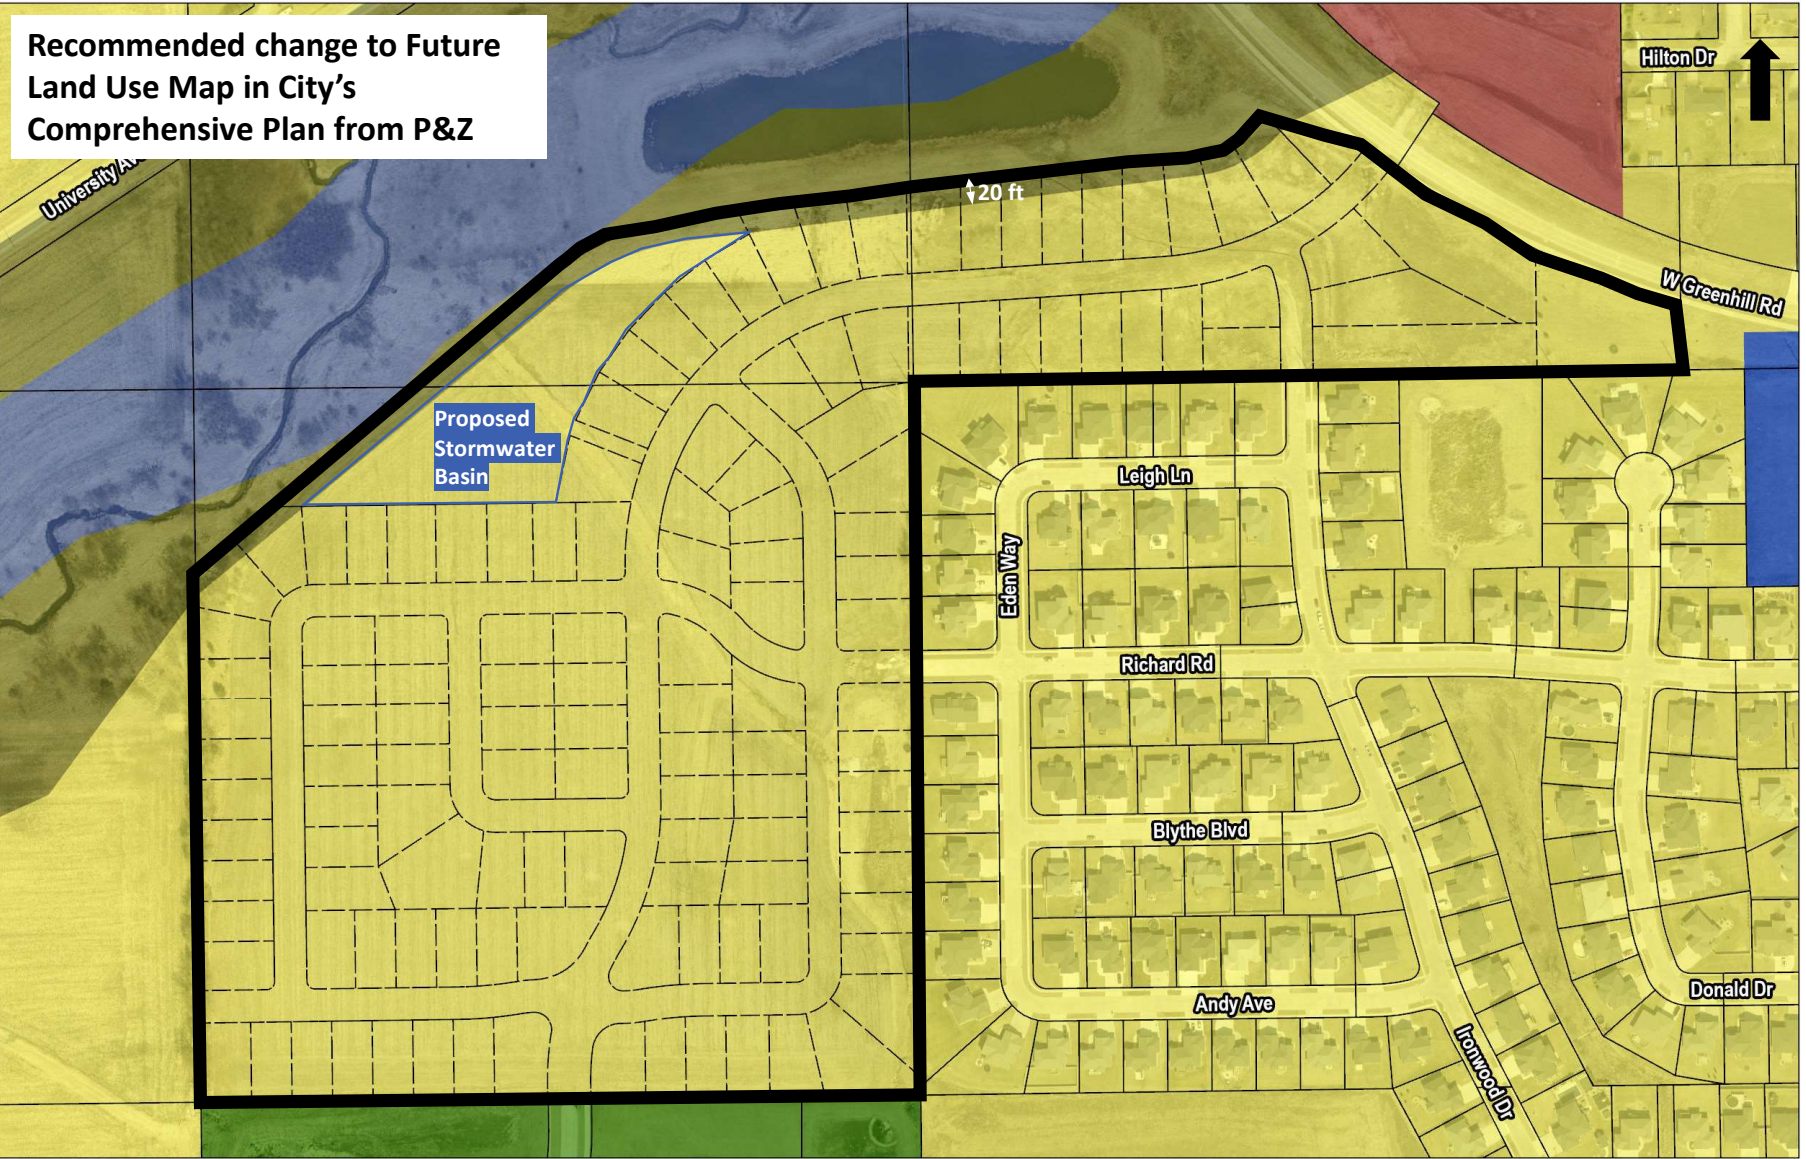 Recommended change to Future
Land Use Map in City's
Comprehensive Plan from P&Z
Hilton Dr
University Av
20 ft
W Greenhill Rd
Proposed
Stormwater
Basin
Leigh Ln
Eden Way
Richard Rd
Blythe Blvd
Andy Ave
Donald Dr
Ironwood Dr